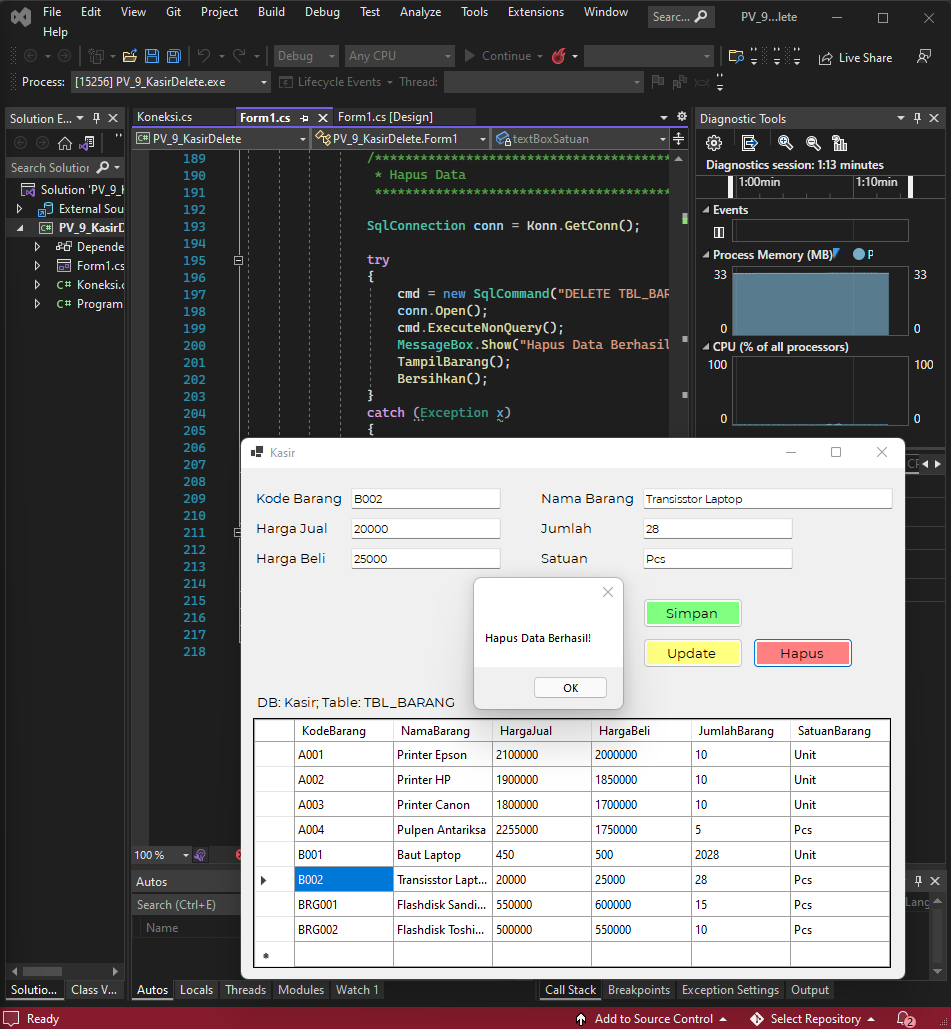 File Edit View Git Project Build Debug Test Analyze Tools Extensions Window Help
Searc... PV_9...lete
Debug Any CPU Continue Live Share
Process: [15256] PV_9_KasirDelete.exe Lifecycle Events Thread:
Solution E...
Search Solution
Solution 'PV_9_K
External Sou
PV_9_KasirD
Depende
Form1.cs
Koneksi.c
Program
Solutio... Class V...
Koneksi.cs Form1.cs Form1.cs [Design]
PV_9_KasirDelete PV_9_KasirDelete.Form1 textBoxSatuan
189 /***************************************
190 * Hapus Data
191 ***************************************
192
193 SqlConnection conn = Konn.GetConn();
194
195 try
196 {
197 cmd = new SqlCommand("DELETE TBL_BAR
198 conn.Open();
199 cmd.ExecuteNonQuery();
200 MessageBox.Show("Hapus Data Berhasil
201 TampilBarang();
202 Bersihkan();
203 }
204 catch (Exception x)
205 {
206
207
208
209
210
211
212
213
214
215
216
217
218
100 %
Diagnostic Tools
Diagnostics session: 1:13 minutes
1:00min 1:10min
Events
Process Memory (MB) P
33 33
0 0
CPU (% of all processors)
100 100
0 0
Kasir
Kode Barang B002 Nama Barang Transisstor Laptop
Harga Jual 20000 Jumlah 28
Harga Beli 25000 Satuan Pcs
Simpan
Update Hapus
Hapus Data Berhasil!
OK
DB: Kasir; Table: TBL_BARANG
KodeBarang NamaBarang HargaJual HargaBeli JumlahBarang SatuanBarang
A001 Printer Epson 2100000 2000000 10 Unit
A002 Printer HP 1900000 1850000 10 Unit
A003 Printer Canon 1800000 1700000 10 Unit
A004 Pulpen Antariksa 2255000 1750000 5 Pcs
B001 Baut Laptop 450 500 2028 Unit
B002 Transisstor Lapt... 20000 25000 28 Pcs
BRG001 Flashdisk Sandi... 550000 600000 15 Pcs
BRG002 Flashdisk Toshi... 500000 550000 10 Pcs
Autos
Search (Ctrl+E)
Name
Lang
Autos Locals Threads Modules Watch 1
Call Stack Breakpoints Exception Settings Output
Ready Add to Source Control Select Repository 2